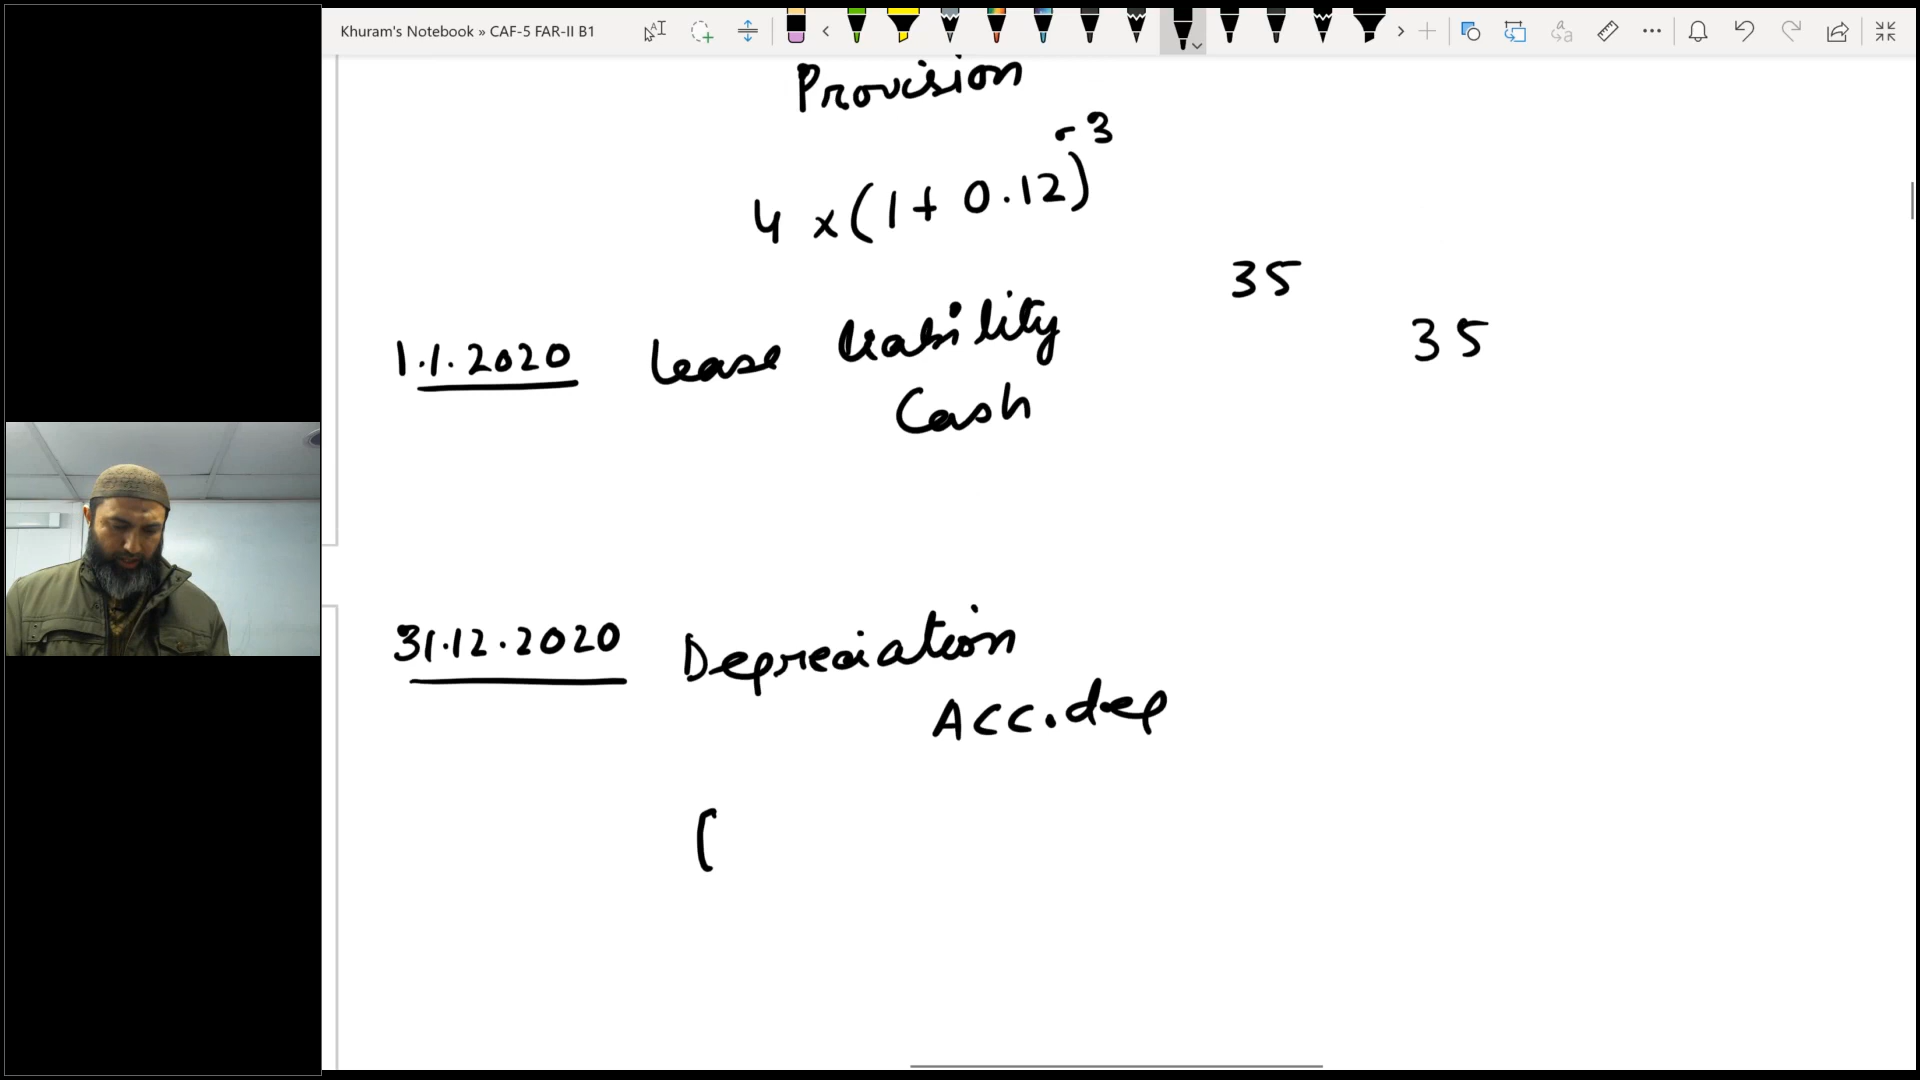 Khuram's Notebook » CAF-5 FAR-II B1
Provision
4 x (1 + 0.12)⁻³
35
1.1.2020 Lease Liability 35
Cash
31.12.2020 Depreciation
Acc. dep
(